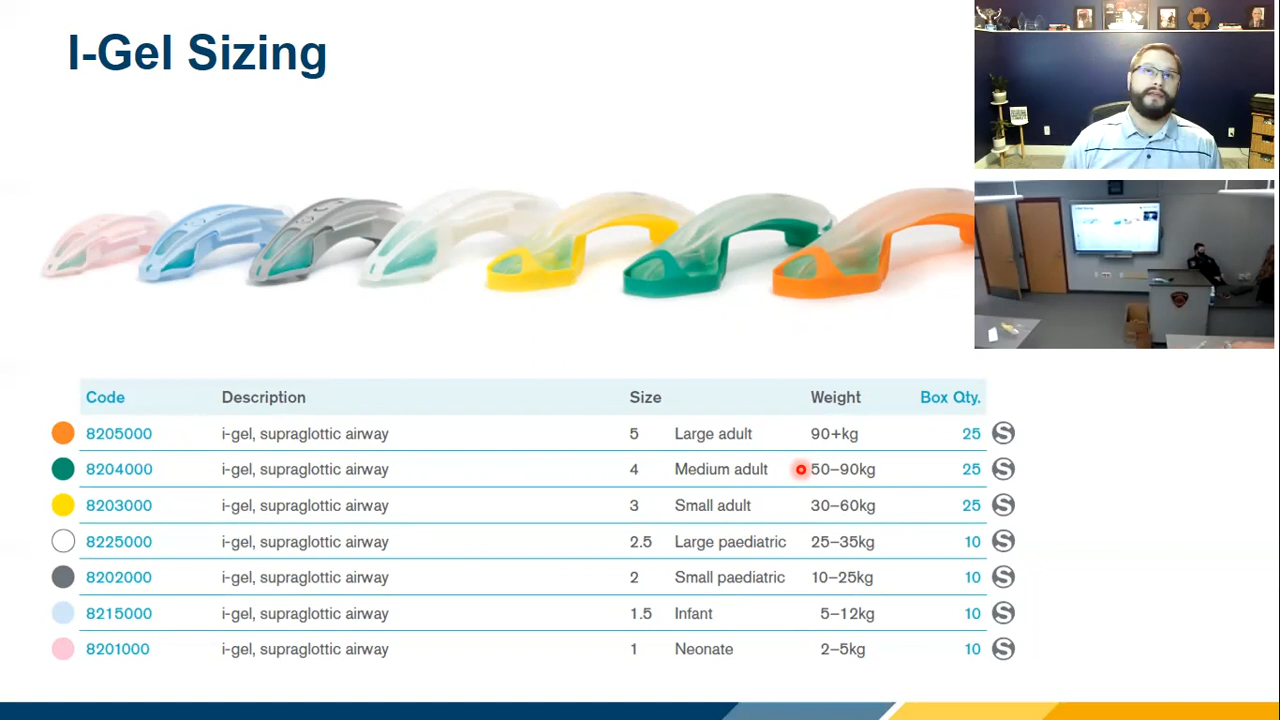 I-Gel Sizing
Code Description Size Weight Box Qty.
8205000 i-gel, supraglottic airway 5 Large adult 90+kg 25 S
8204000 i-gel, supraglottic airway 4 Medium adult 50–90kg 25 S
8203000 i-gel, supraglottic airway 3 Small adult 30–60kg 25 S
8225000 i-gel, supraglottic airway 2.5 Large paediatric 25–35kg 10 S
8202000 i-gel, supraglottic airway 2 Small paediatric 10–25kg 10 S
8215000 i-gel, supraglottic airway 1.5 Infant 5–12kg 10 S
8201000 i-gel, supraglottic airway 1 Neonate 2–5kg 10 S